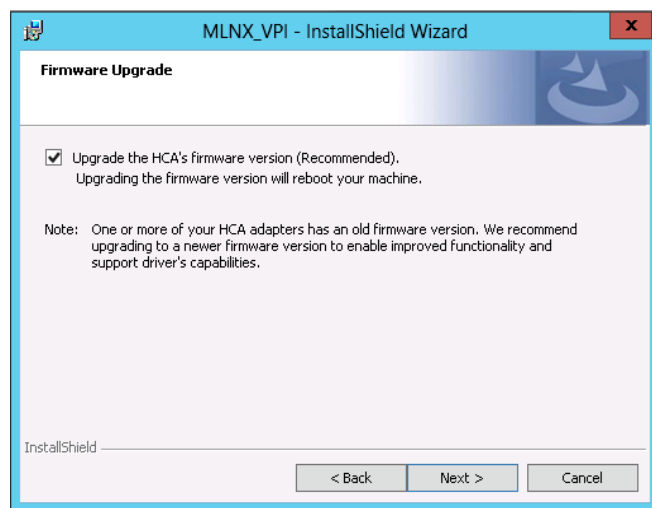 MLNX_VPI - InstallShield Wizard
x
Firmware Upgrade
Upgrade the HCA's firmware version (Recommended).
Upgrading the firmware version will reboot your machine.
Note: One or more of your HCA adapters has an old firmware version. We recommend
upgrading to a newer firmware version to enable improved functionality and
support driver's capabilities.
InstallShield
< Back Next > Cancel